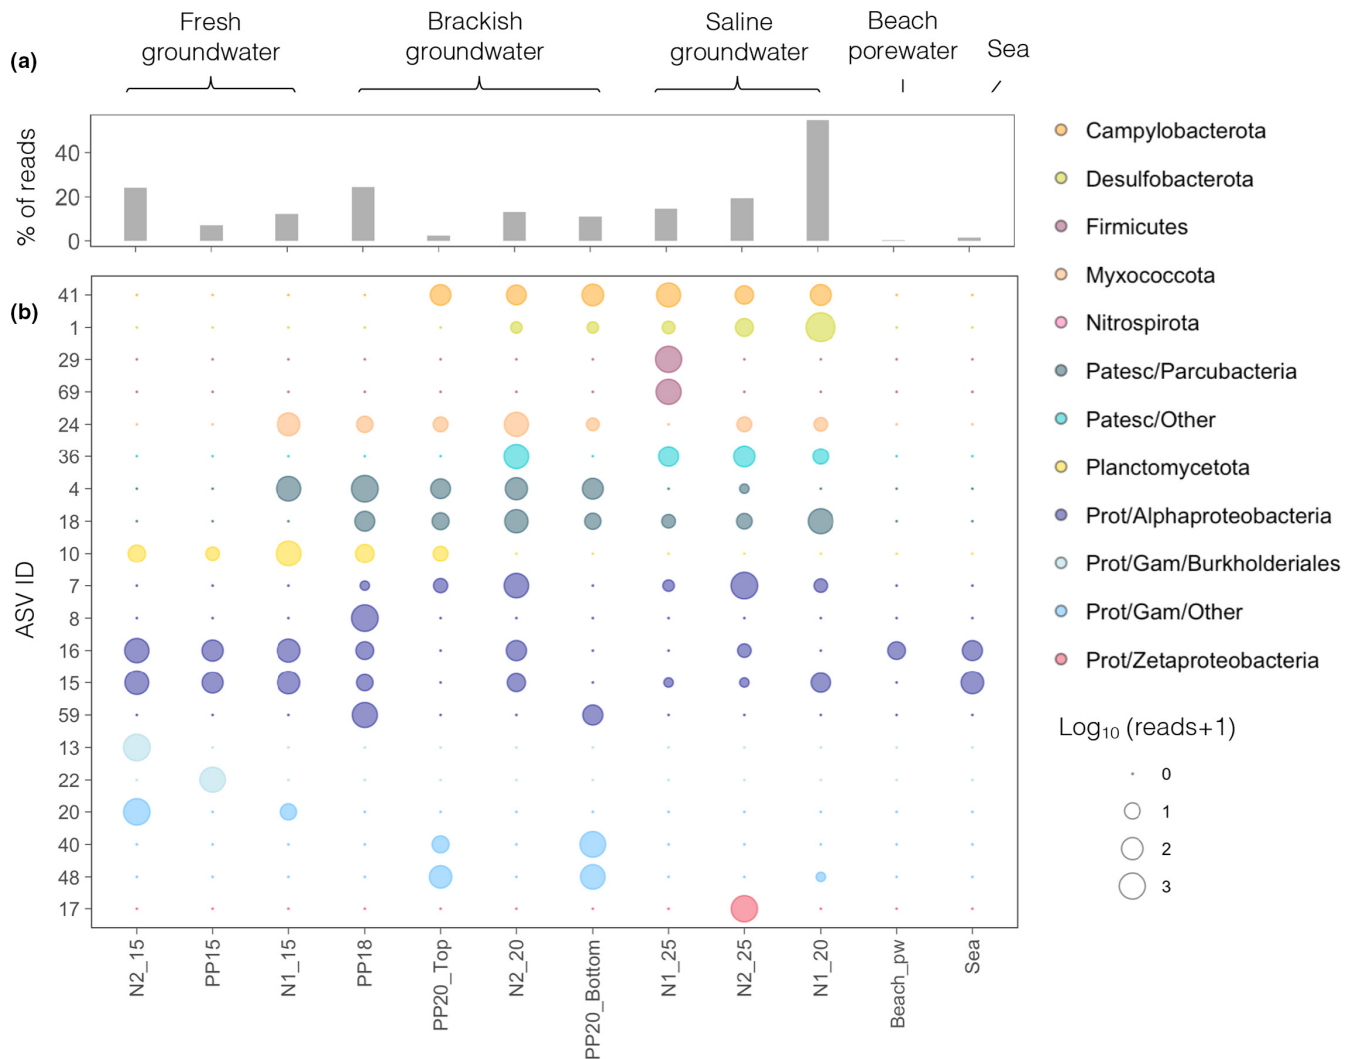 (a)
Fresh
groundwater
Brackish
groundwater
Saline
groundwater
Beach
porewater
Sea
% of reads
40
20
0
(b)
ASV ID
41
1
29
69
24
36
4
18
10
7
8
16
15
59
13
22
20
40
48
17
N2_15
PP15
N1_15
PP18
PP20_Top
N2_20
PP20_Bottom
N1_25
N2_25
N1_20
Beach_pw
Sea
Campylobacterota
Desulfobacterota
Firmicutes
Myxococcota
Nitrospirota
Patesc/Parcubacteria
Patesc/Other
Planctomycetota
Prot/Alphaproteobacteria
Prot/Gam/Burkholderiales
Prot/Gam/Other
Prot/Zetaproteobacteria
Log₁₀ (reads+1)
0
1
2
3